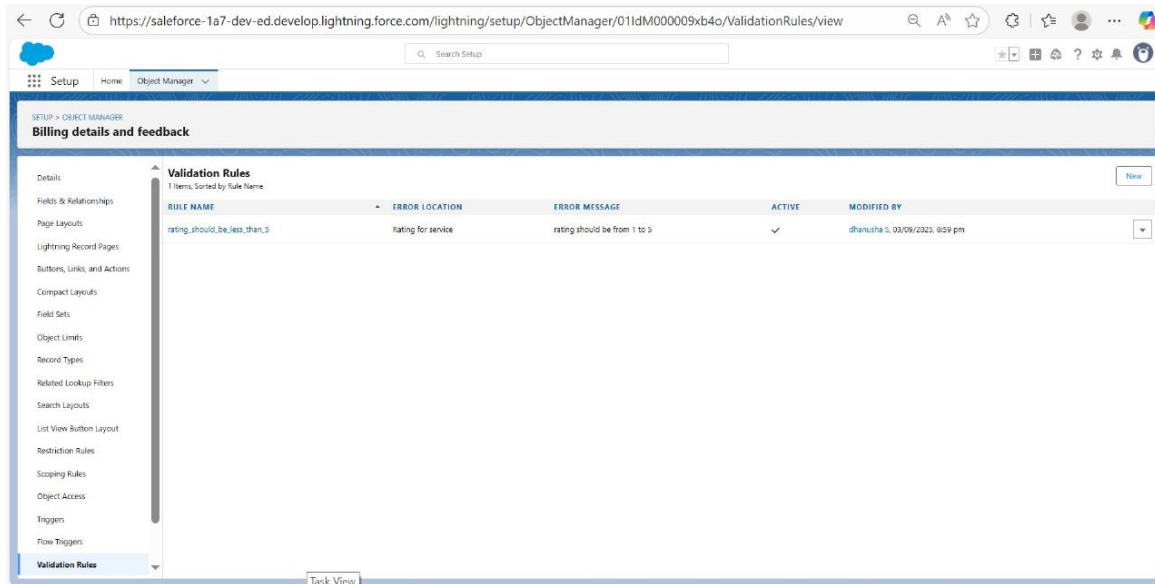 https://saleforce-1a7-dev-ed.develop.lightning.force.com/lightning/setup/ObjectManager/01IdM000009xb4o/ValidationRules/view
Search Setup
Setup Home Object Manager
SETUP > OBJECT MANAGER
Billing details and feedback
Details
Fields & Relationships
Page Layouts
Lightning Record Pages
Buttons, Links, and Actions
Compact Layouts
Field Sets
Object Limits
Record Types
Related Lookup Filters
Search Layouts
List View Button Layout
Restriction Rules
Scoping Rules
Object Access
Triggers
Flow Triggers
Validation Rules
Validation Rules
1 Items, Sorted by Rule Name
New
RULE NAME ERROR LOCATION ERROR MESSAGE ACTIVE MODIFIED BY
rating_should_be_less_than_5 Rating for service rating should be from 1 to 5 dhanusha S, 03/09/2025, 6:59 pm
Task View